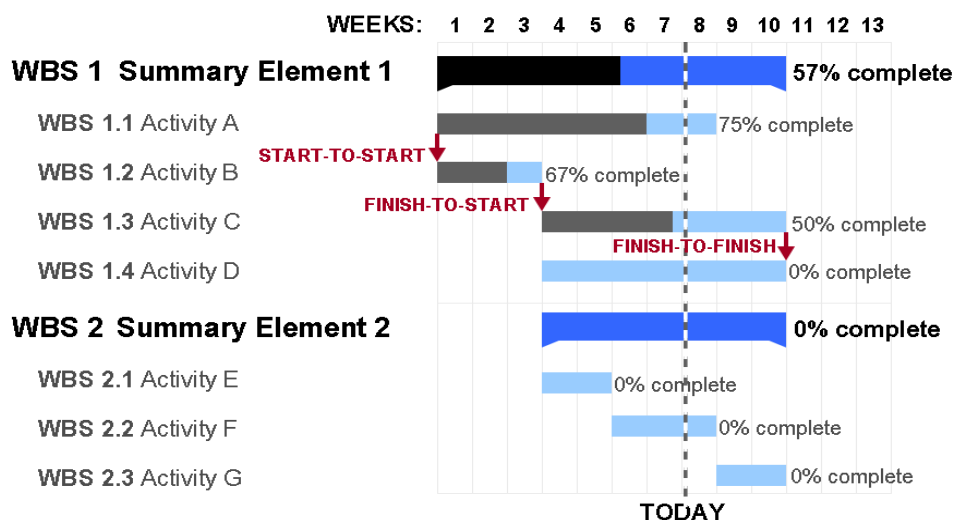 WEEKS: 1 2 3 4 5 6 7 8 9 10 11 12 13
WBS 1 Summary Element 1 57% complete
WBS 1.1 Activity A 75% complete
START-TO-START
WBS 1.2 Activity B 67% complete
FINISH-TO-START
WBS 1.3 Activity C 50% complete
FINISH-TO-FINISH
WBS 1.4 Activity D 0% complete
WBS 2 Summary Element 2 0% complete
WBS 2.1 Activity E 0% complete
WBS 2.2 Activity F 0% complete
WBS 2.3 Activity G 0% complete
TODAY